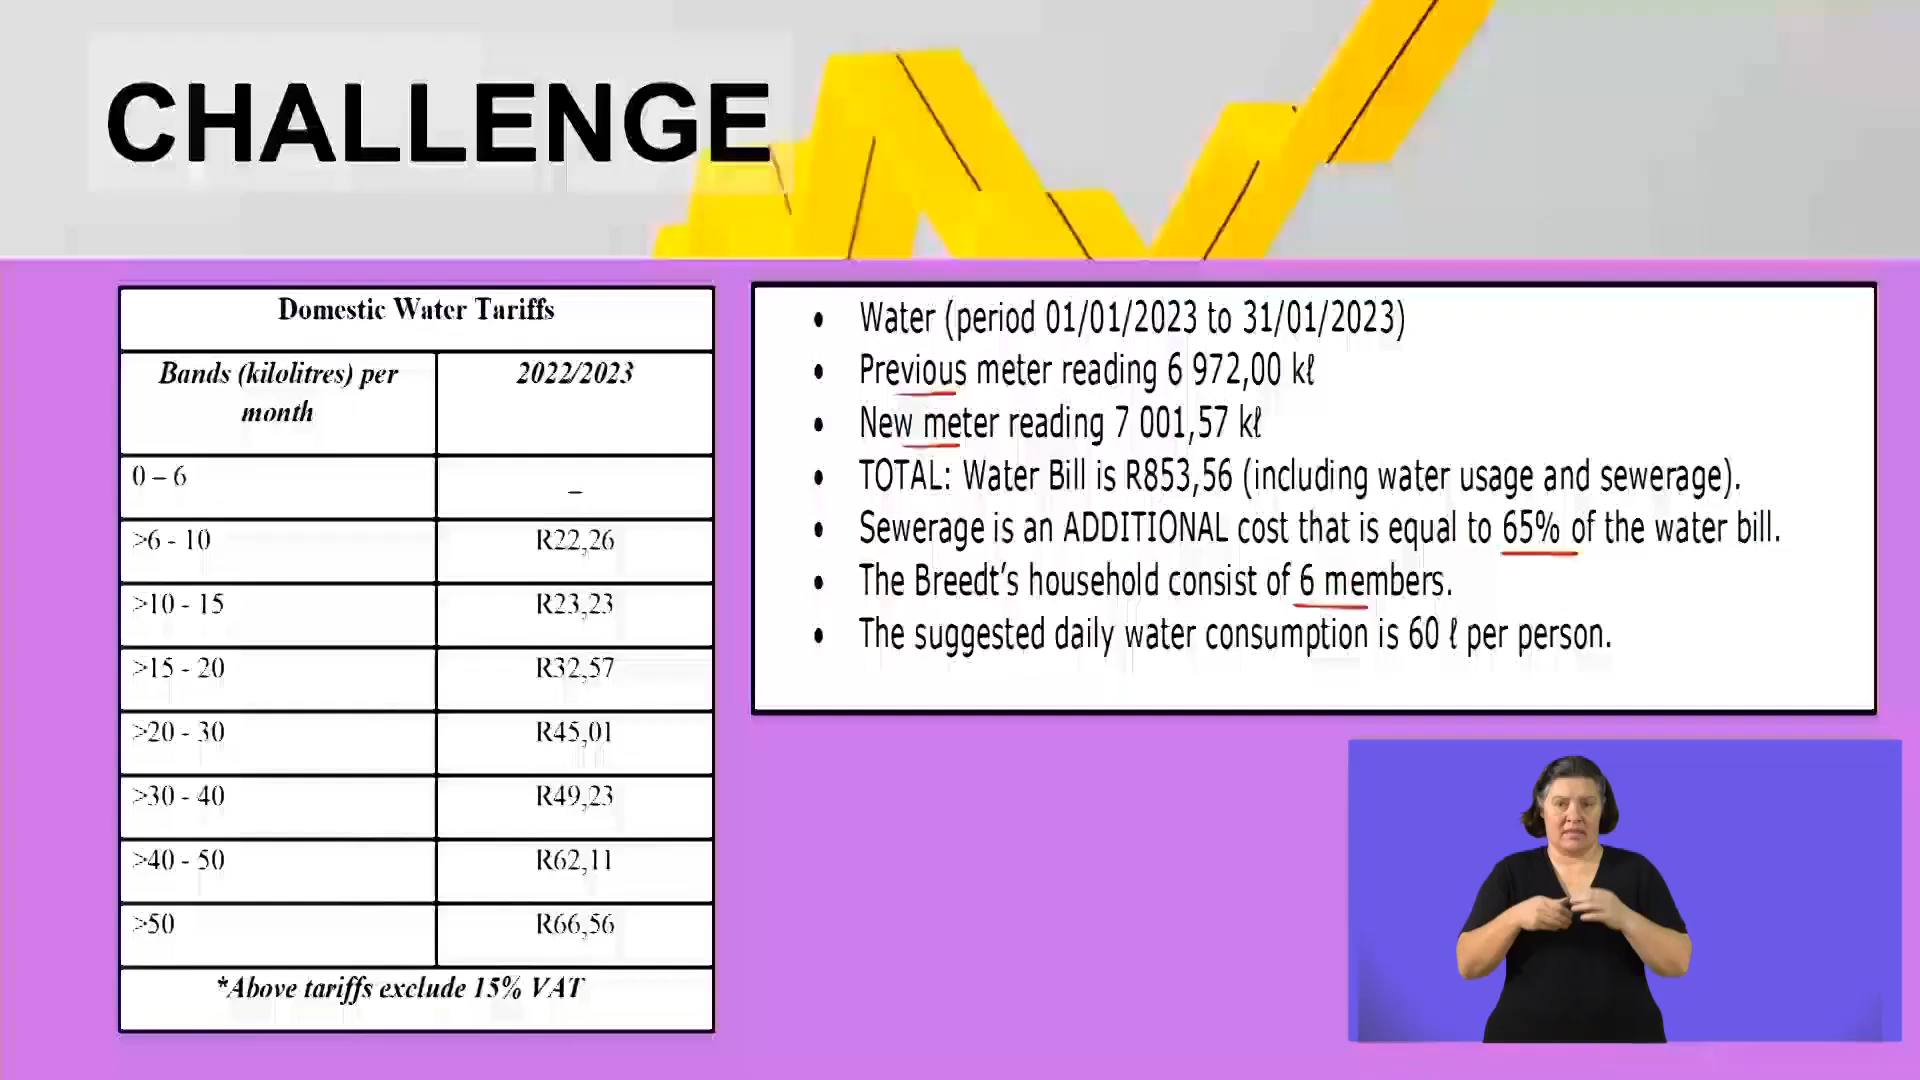 CHALLENGE
Domestic Water Tariffs
Bands (kilolitres) per month
2022/2023
0 – 6
–
>6 - 10
R22,26
>10 - 15
R23,23
>15 - 20
R32,57
>20 - 30
R45,01
>30 - 40
R49,23
>40 - 50
R62,11
>50
R66,56
*Above tariffs exclude 15% VAT
• Water (period 01/01/2023 to 31/01/2023)
• Previous meter reading 6 972,00 kℓ
• New meter reading 7 001,57 kℓ
• TOTAL: Water Bill is R853,56 (including water usage and sewerage).
• Sewerage is an ADDITIONAL cost that is equal to 65% of the water bill.
• The Breedt’s household consist of 6 members.
• The suggested daily water consumption is 60 ℓ per person.